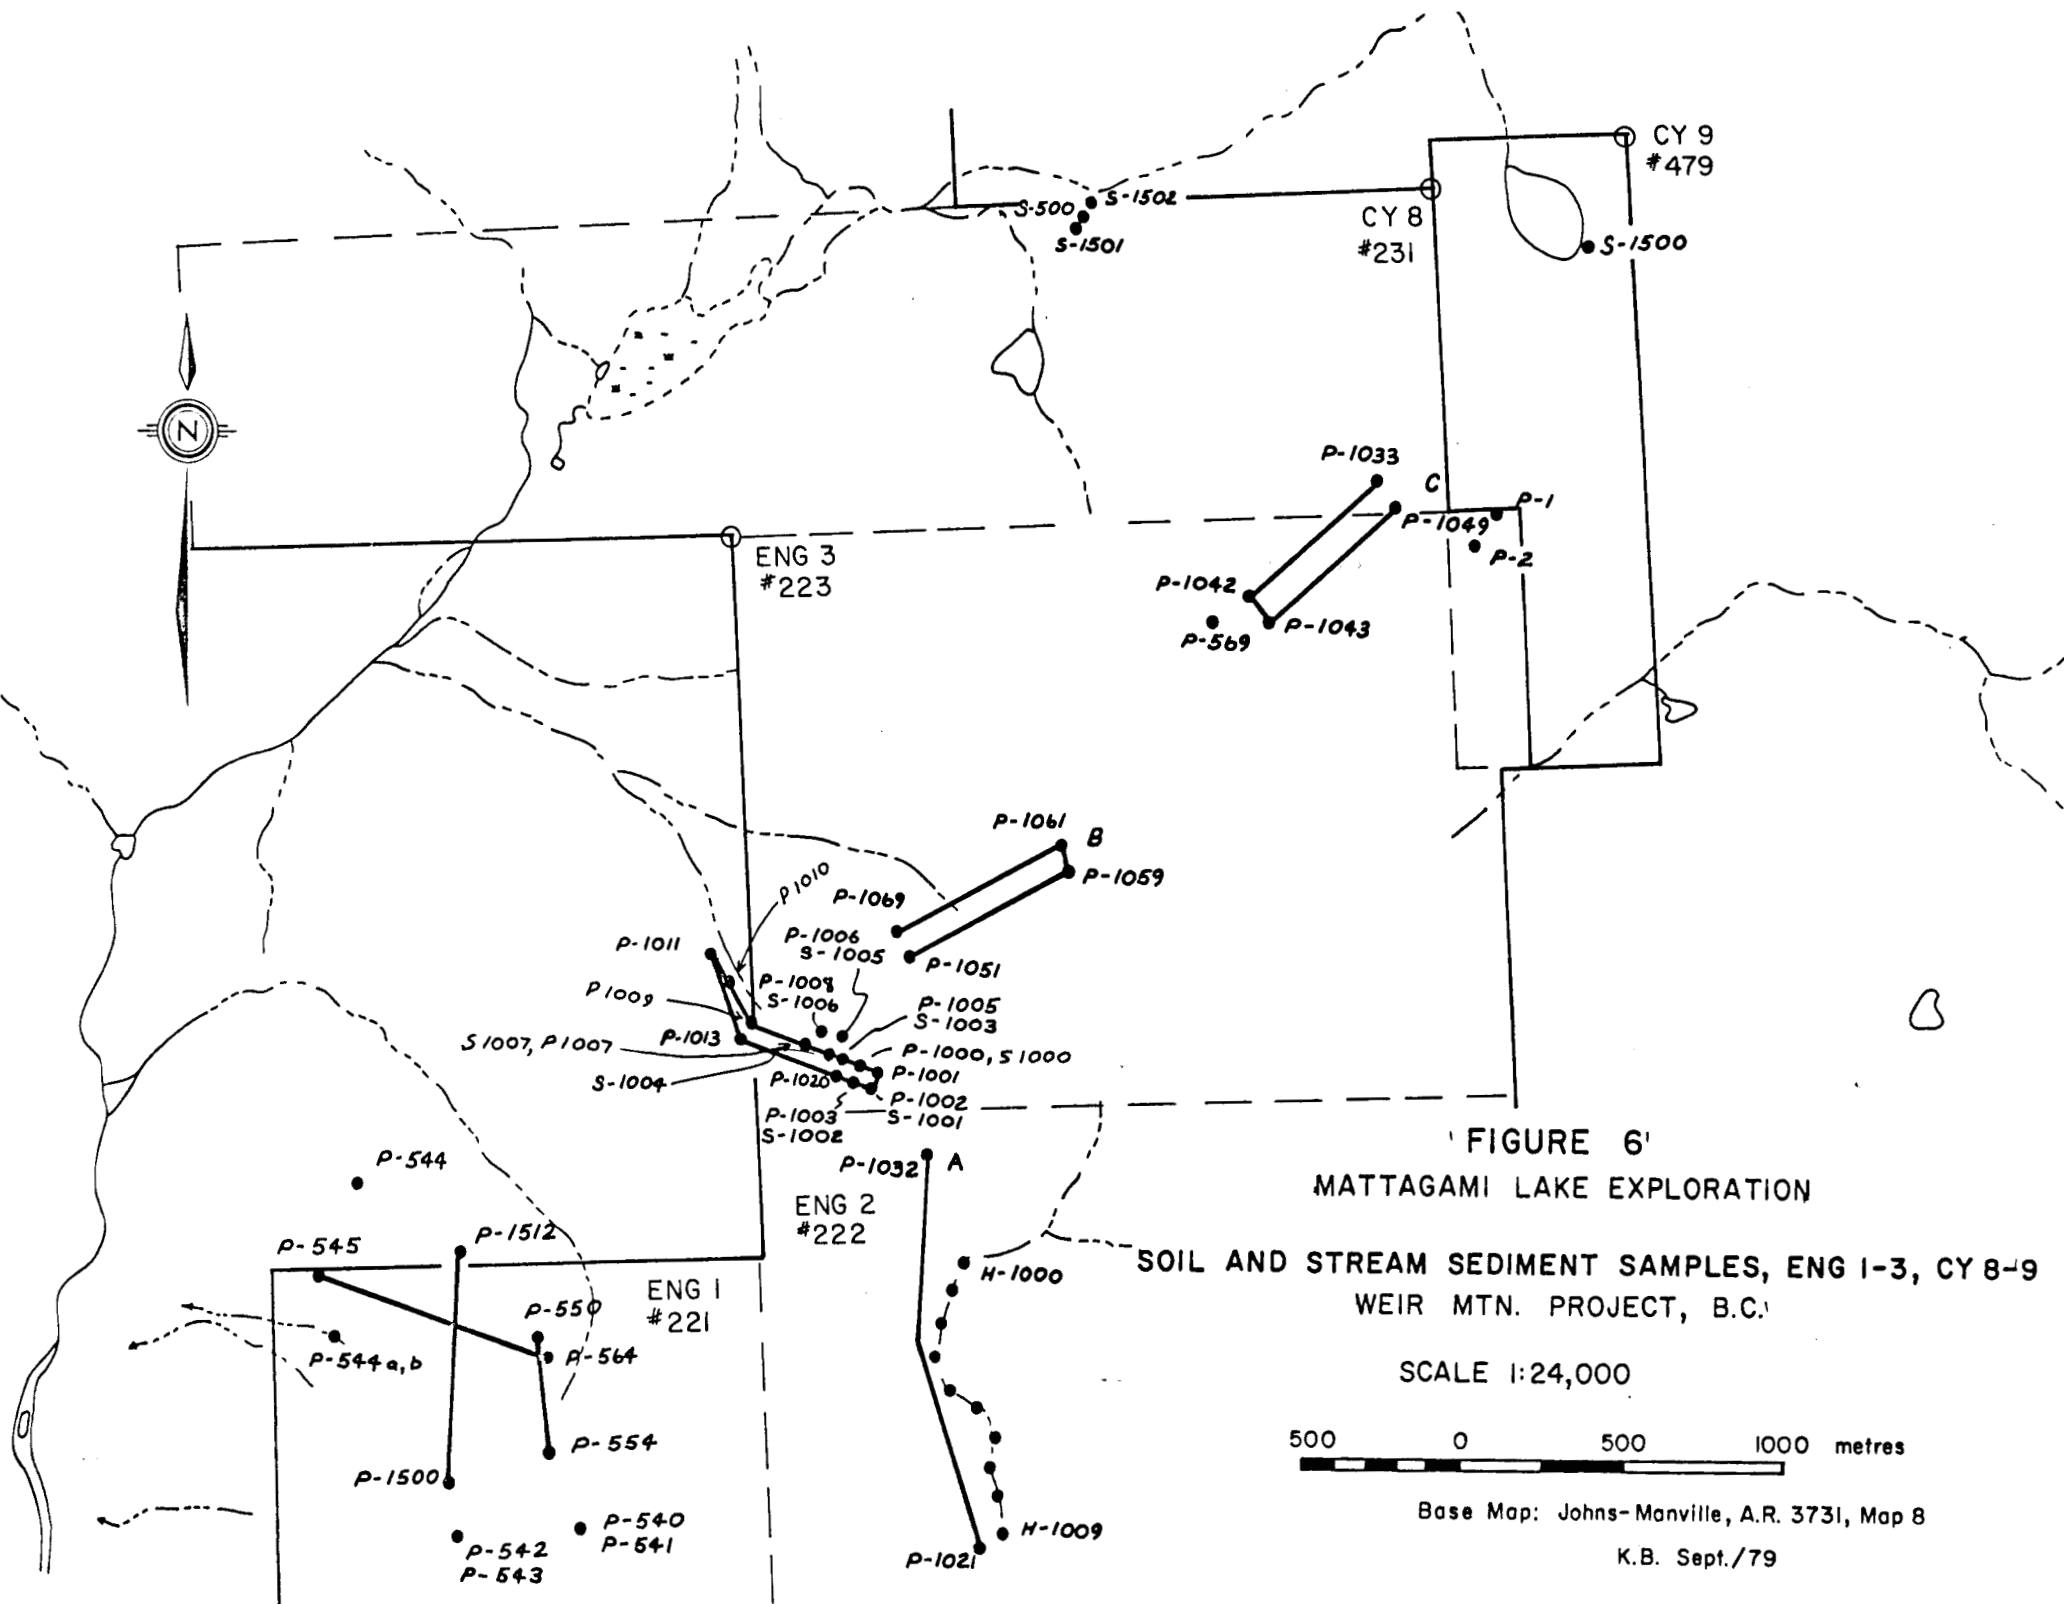 CY 9
#479
S-1502
S-500
S-1501
CY 8
#231
S-1500
N
P-1033
C
P-1
P-1049
P-2
ENG 3
#223
P-1042
P-1043
P-569
P-1061
B
P-1059
P1010
P-1069
P-1006
S-1005
P-1011
P-1051
P-1008
S-1006
P1009
P-1005
S-1003
P-1013
S1007, P1007
P-1000, S1000
P-1001
S-1004
P-1020
P-1002
S-1001
P-1003
S-1002
P-1032
A
P-544
ENG 2
#222
P-1512
P-545
H-1000
ENG 1
#221
P-550
P-544a,b
P-564
P-554
P-1500
P-540
P-541
P-542
P-543
H-1009
P-1021
FIGURE 6
MATTAGAMI LAKE EXPLORATION
SOIL AND STREAM SEDIMENT SAMPLES, ENG 1-3, CY 8-9
WEIR MTN. PROJECT, B.C.
SCALE 1:24,000
500 0 500 1000 metres
Base Map: Johns-Manville, A.R. 3731, Map 8
K.B. Sept./79